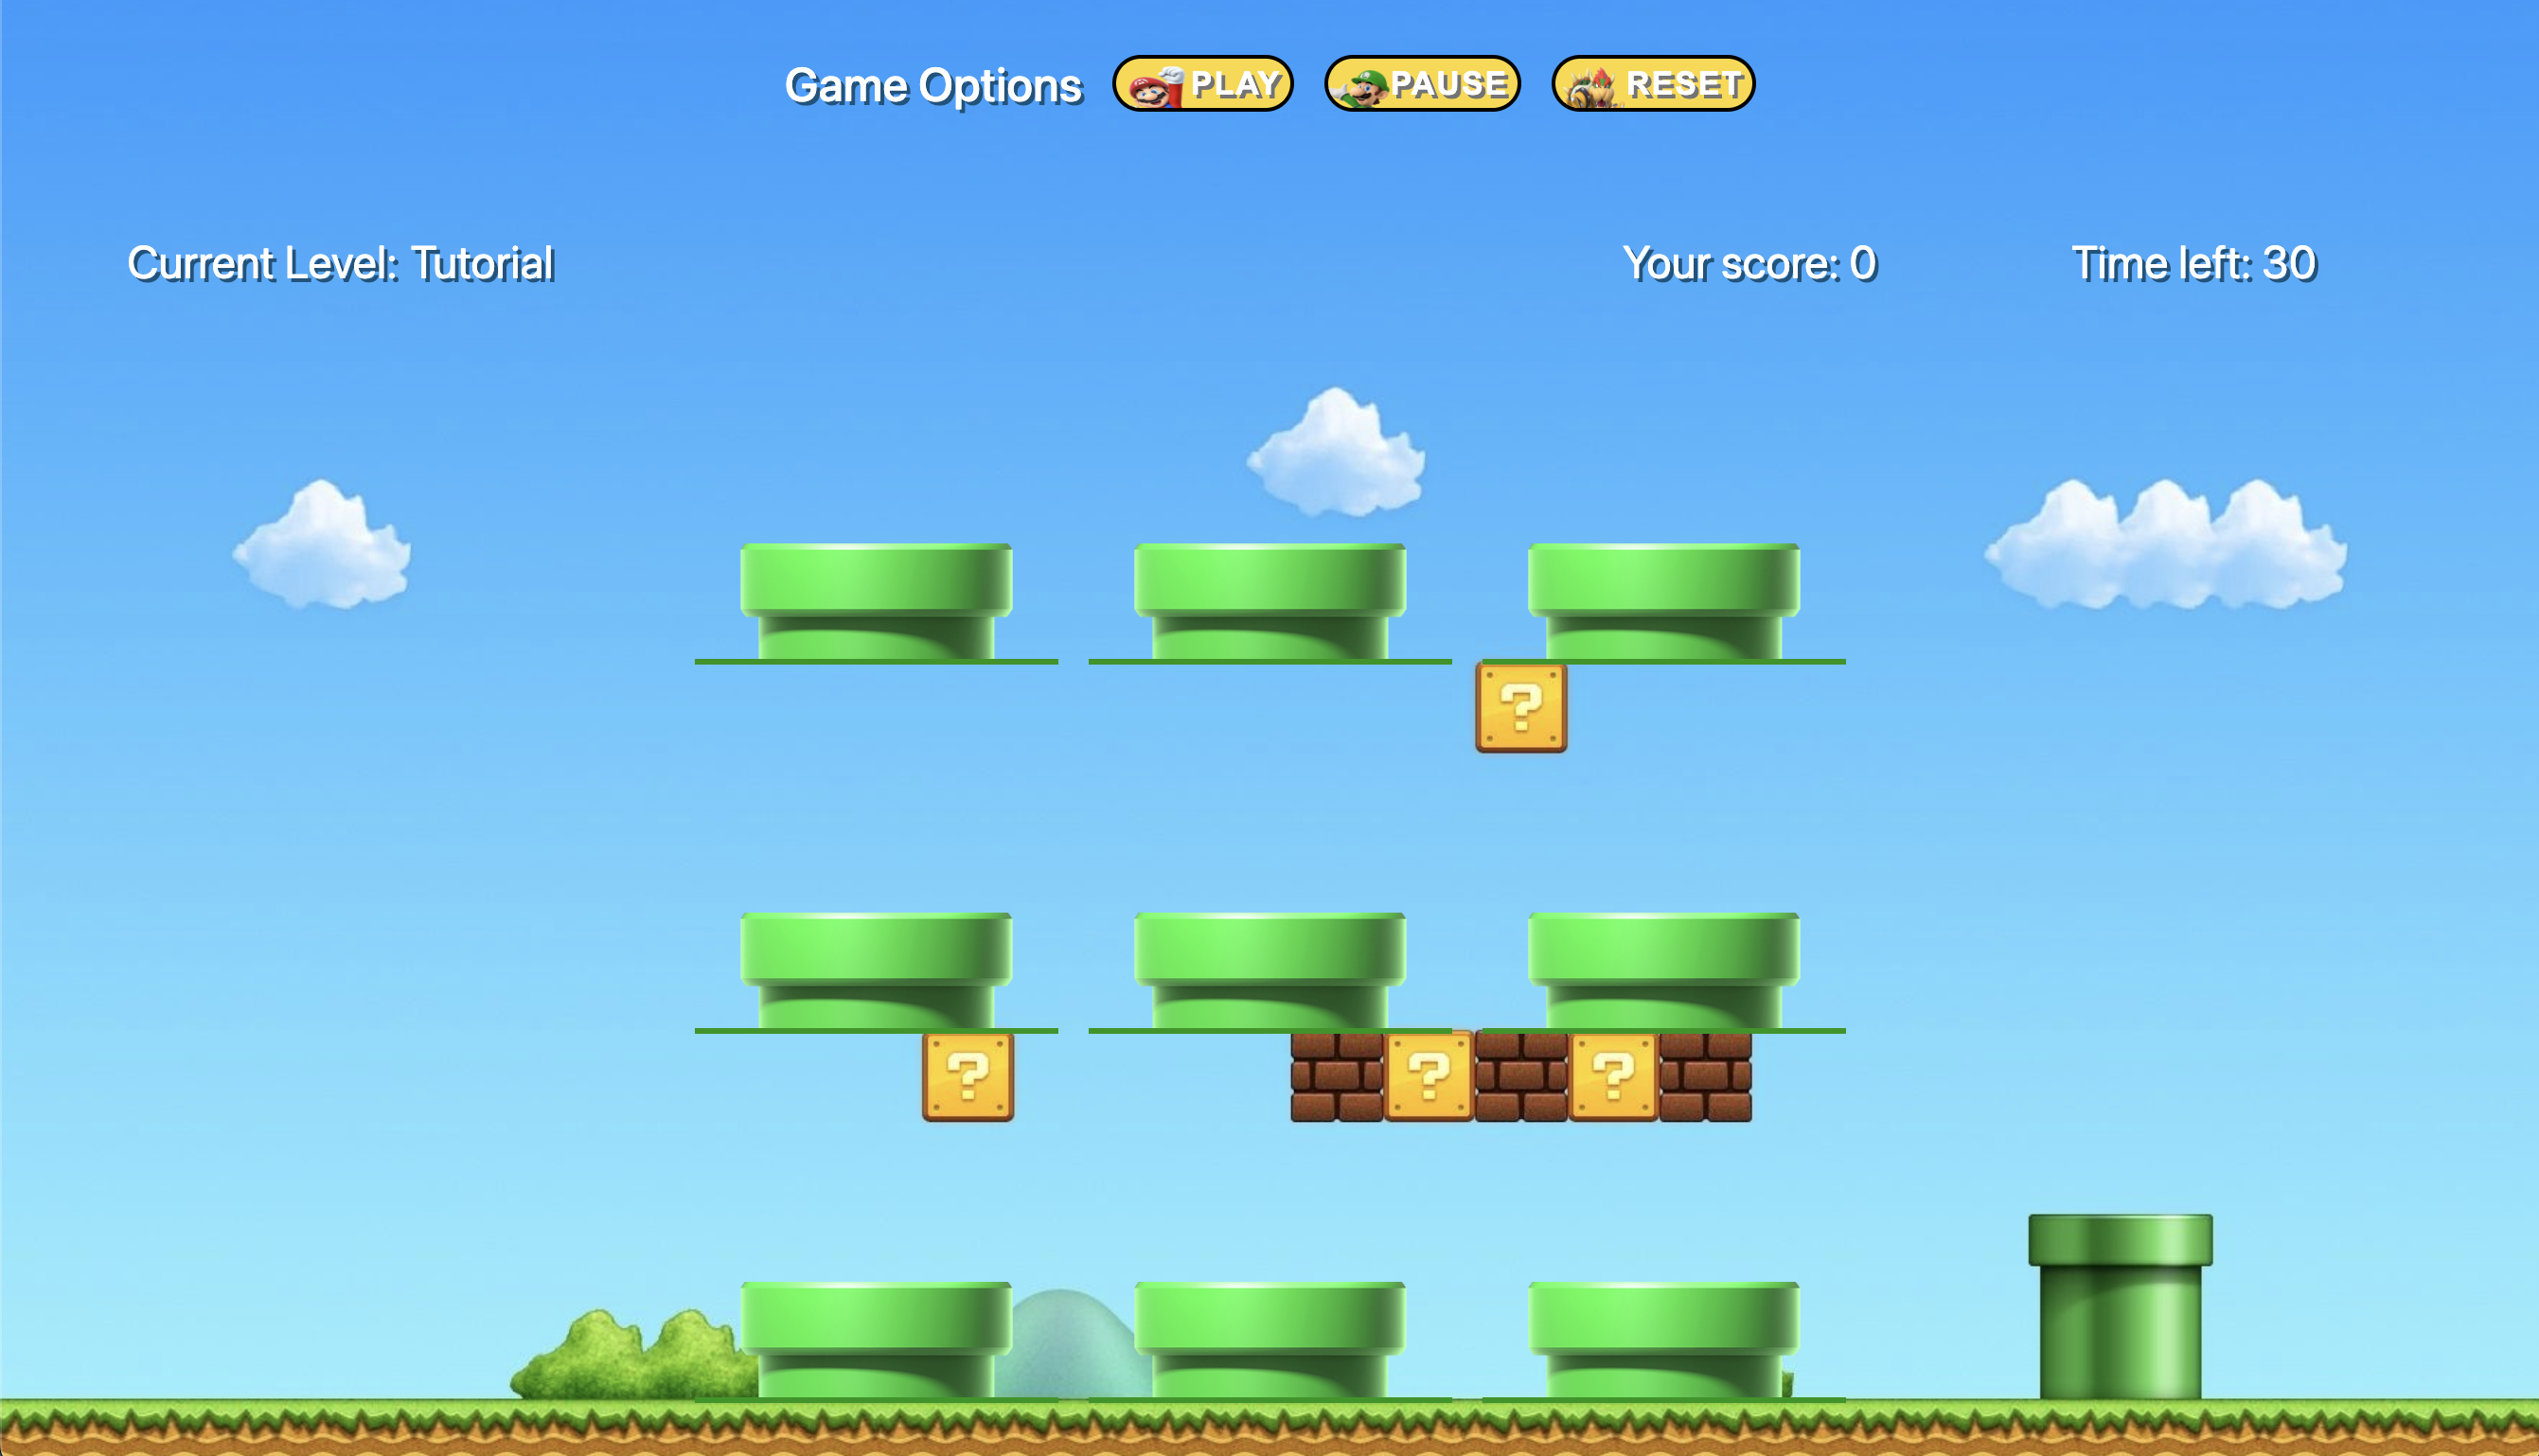 Game Options PLAY PAUSE RESET
Current Level: Tutorial Your score: 0 Time left: 30
?
? ? ?